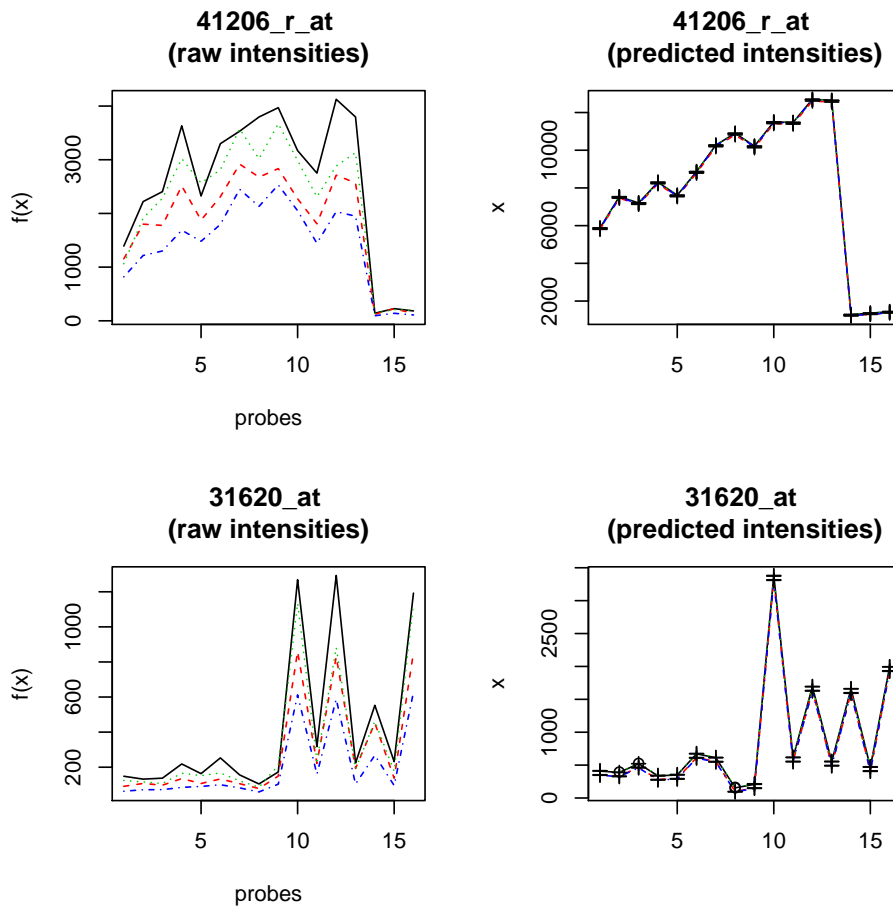 41206_r_at
(raw intensities)
f(x)
0
1000
3000
5
10
15
probes
41206_r_at
(predicted intensities)
x
2000
6000
10000
5
10
15
31620_at
(raw intensities)
f(x)
200
600
1000
5
10
15
probes
31620_at
(predicted intensities)
x
0
1000
2500
5
10
15